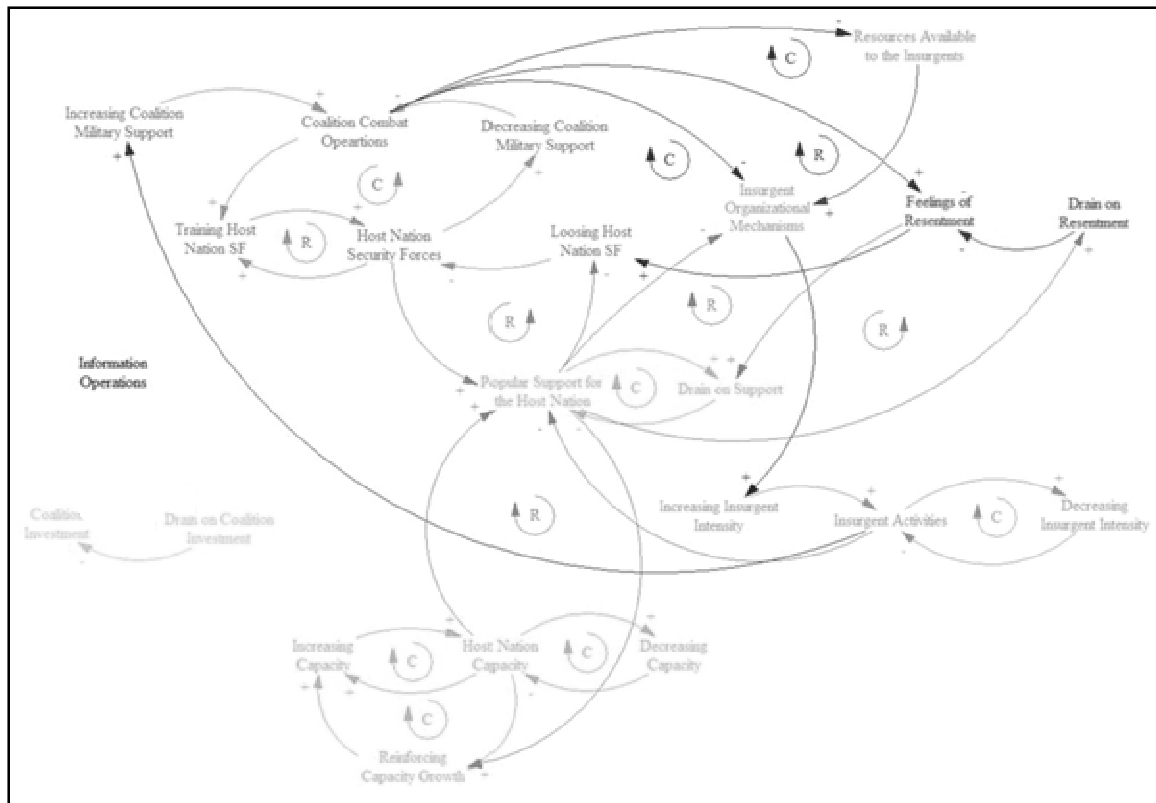 Resources Available
to the Insurgents
Increasing Coalition
Military Support
Coalition Combat
Opeartions
Decreasing Coalition
Military Support
Insurgent
Organizational
Mechanisms
Feelings of
Resentment
Drain on
Resentment
Training Host
Nation SF
Host Nation
Security Forces
Loosing Host
Nation SF
Information
Operations
Popular Support for
the Host Nation
Drain on Support
Increasing Insurgent
Intensity
Insurgent Activities
Decreasing
Insurgent Intensity
Coalition
Investment
Drain on Coalition
Investment
Increasing
Capacity
Host Nation
Capacity
Decreasing
Capacity
Reinforcing
Capacity Growth
C
C
R
C
R
R
R
R
C
R
C
C
C
C